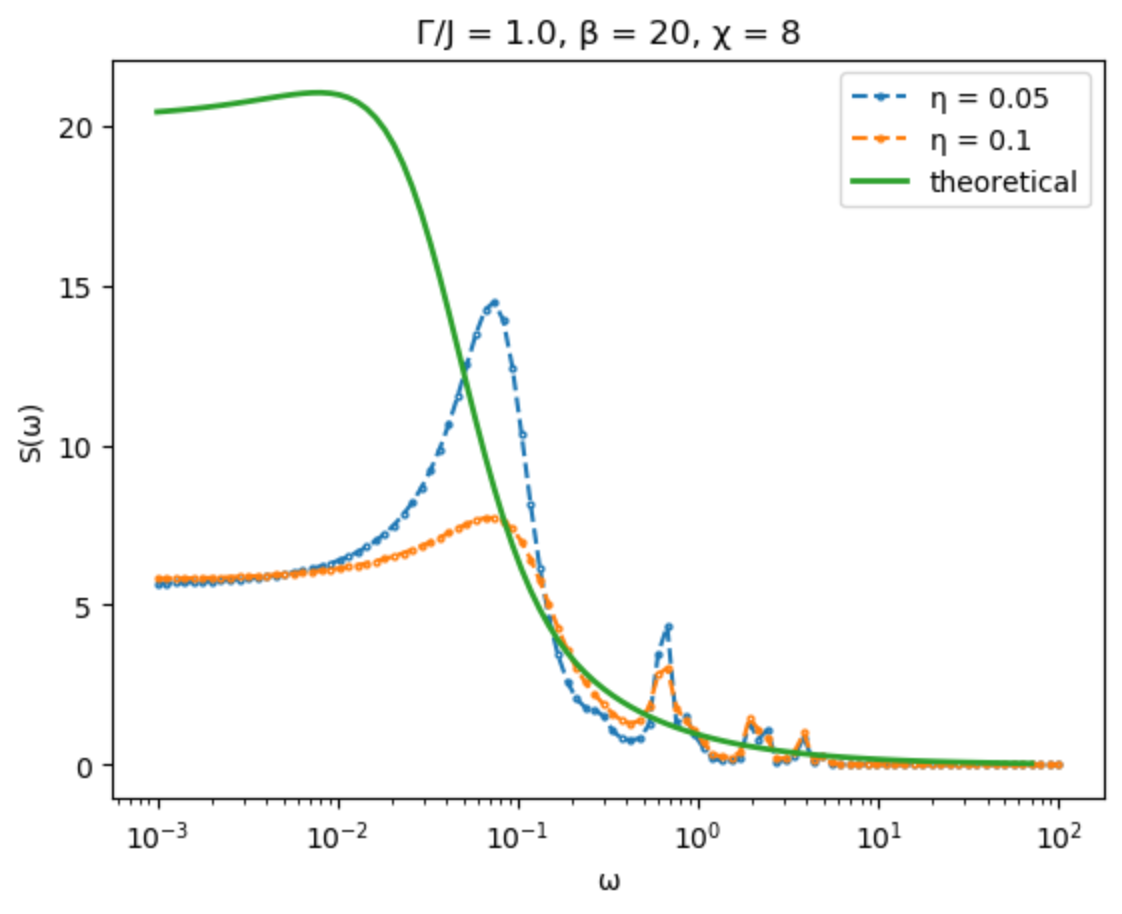 Γ/J = 1.0, β = 20, χ = 8
η = 0.05
η = 0.1
theoretical
S(ω)
20
15
10
5
0
10⁻³ 10⁻² 10⁻¹ 10⁰ 10¹ 10²
ω